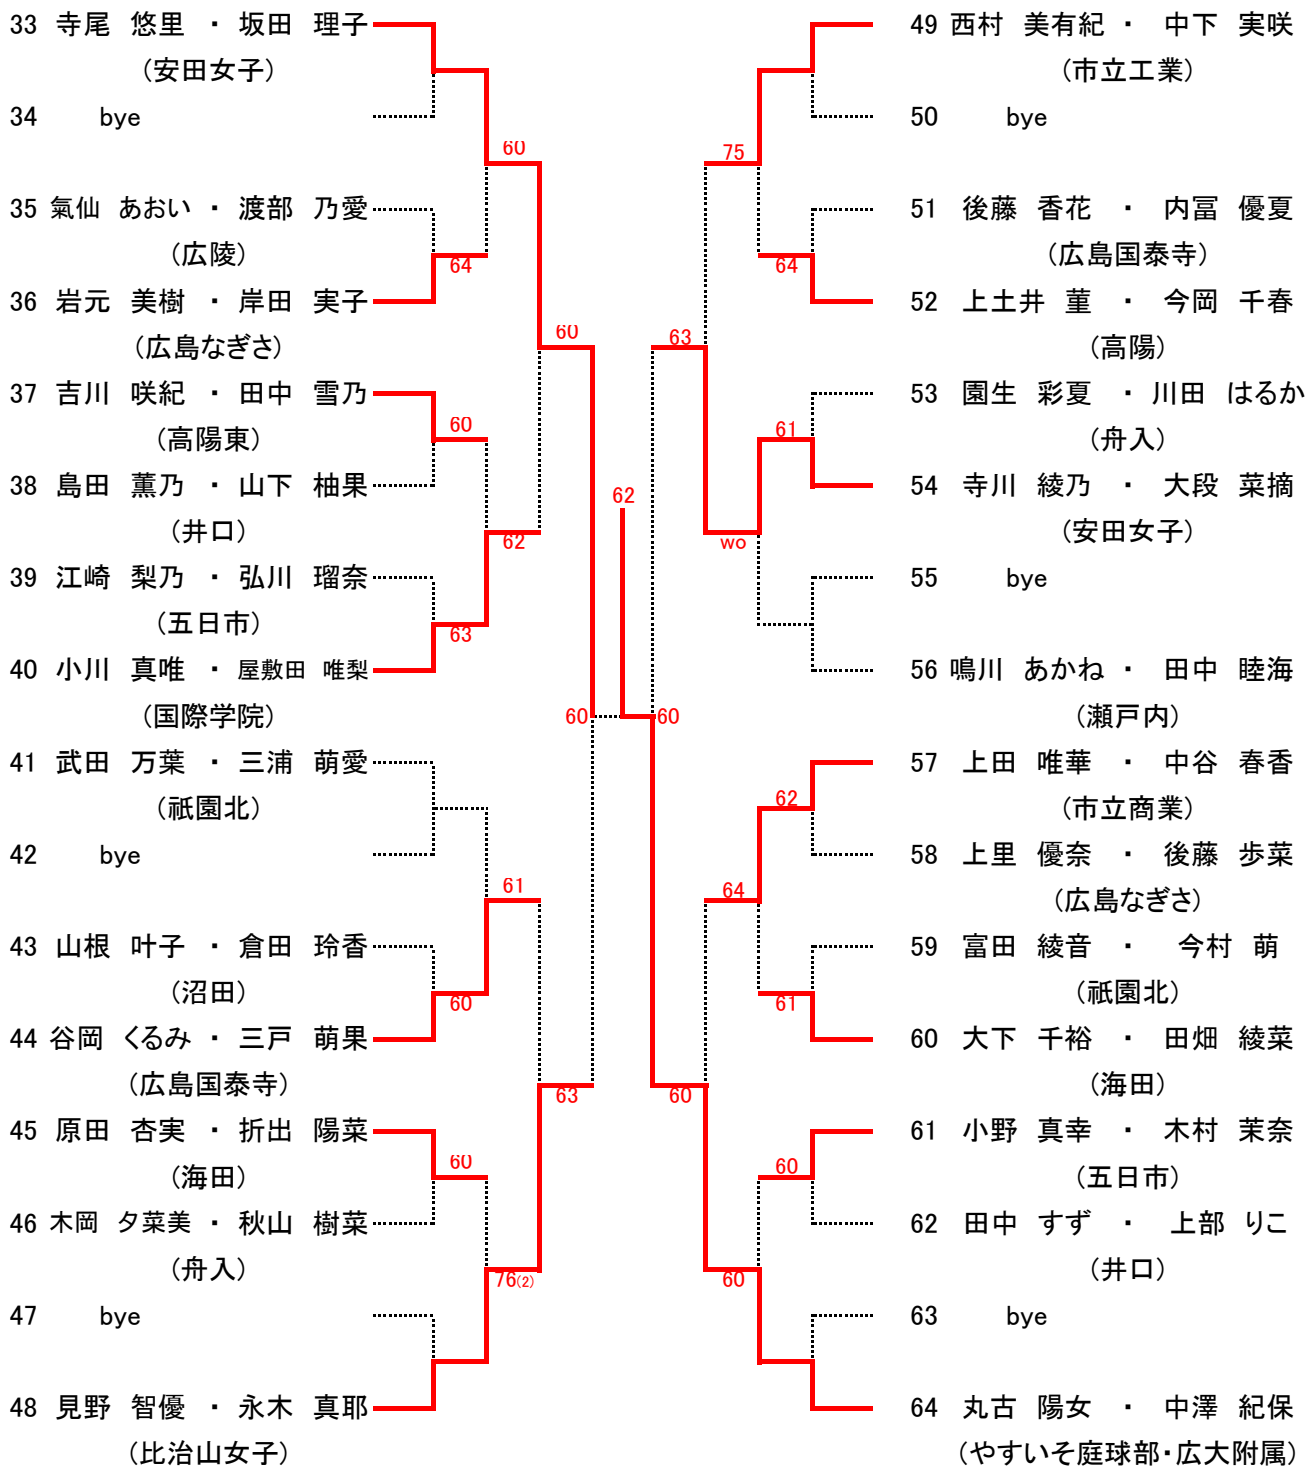 33 寺尾 悠里 ・ 坂田 理子
(安田女子)
34 bye
60
35 氣仙 あおい ・ 渡部 乃愛
(広陵)
64
36 岩元 美樹 ・ 岸田 実子
(広島なぎさ)
60
37 吉川 咲紀 ・ 田中 雪乃
(高陽東)
60
38 島田 薫乃 ・ 山下 柚果
(井口)
62
39 江崎 梨乃 ・ 弘川 瑠奈
(五日市)
63
40 小川 真唯 ・ 屋敷田 唯梨
(国際学院)
60
41 武田 万葉 ・ 三浦 萌愛
(祇園北)
42 bye
61
43 山根 叶子 ・ 倉田 玲香
(沼田)
60
44 谷岡 くるみ ・ 三戸 萌果
(広島国泰寺)
63
45 原田 杏実 ・ 折出 陽菜
(海田)
60
46 木岡 夕菜美 ・ 秋山 樹菜
(舟入)
76(2)
47 bye
48 見野 智優 ・ 永木 真耶
(比治山女子)
62
49 西村 美有紀 ・ 中下 実咲
(市立工業)
50 bye
75
51 後藤 香花 ・ 内冨 優夏
(広島国泰寺)
64
52 上土井 菫 ・ 今岡 千春
(高陽)
63
53 園生 彩夏 ・ 川田 はるか
(舟入)
61
54 寺川 綾乃 ・ 大段 菜摘
(安田女子)
wo
55 bye
56 鳴川 あかね ・ 田中 睦海
(瀬戸内)
60
57 上田 唯華 ・ 中谷 春香
(市立商業)
62
58 上里 優奈 ・ 後藤 歩菜
(広島なぎさ)
64
59 富田 綾音 ・ 今村 萌
(祇園北)
61
60 大下 千裕 ・ 田畑 綾菜
(海田)
60
61 小野 真幸 ・ 木村 茉奈
(五日市)
60
62 田中 すず ・ 上部 りこ
(井口)
60
63 bye
64 丸古 陽女 ・ 中澤 紀保
(やすいそ庭球部・広大附属)